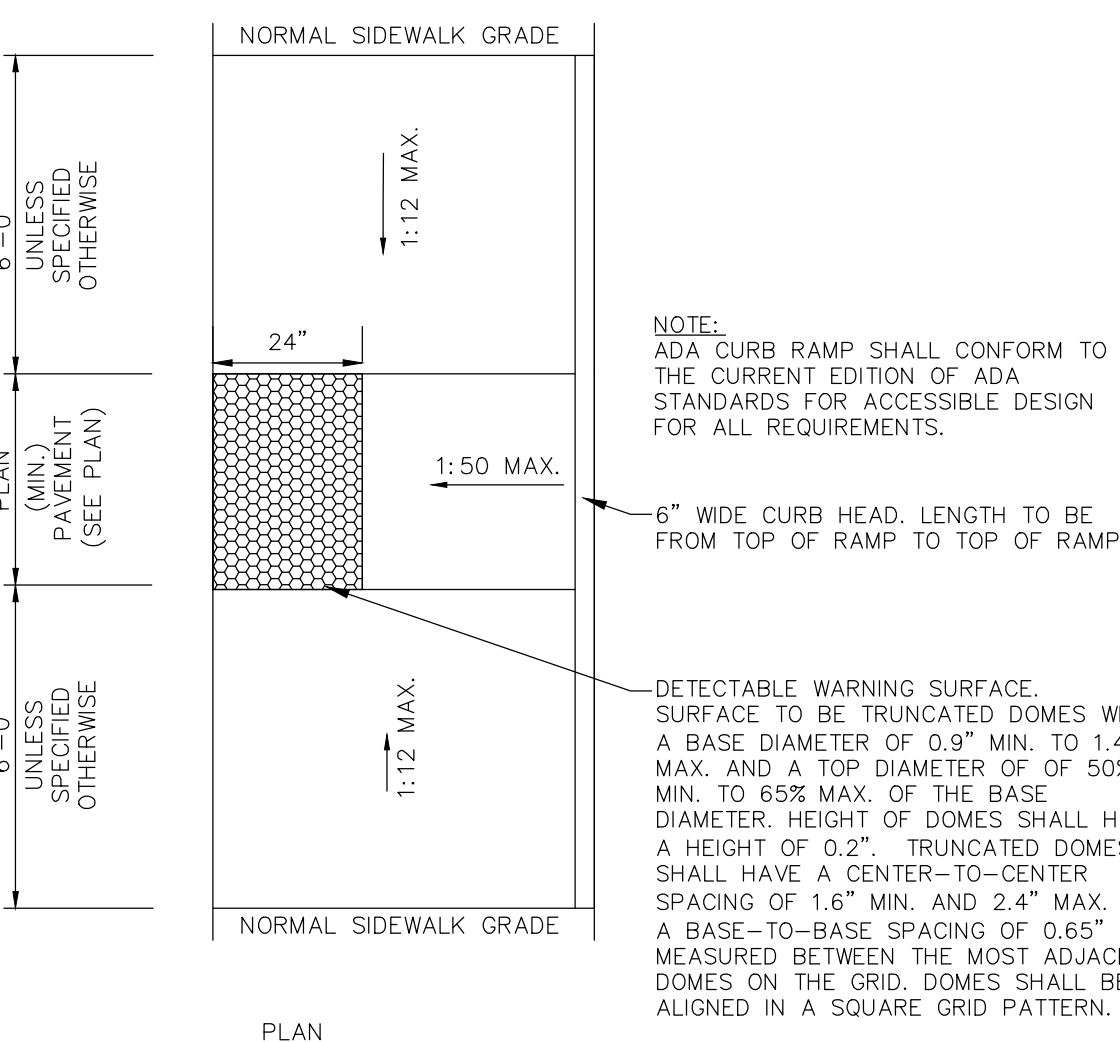 NORMAL SIDEWALK GRADE
UNLESS
SPECIFIED
OTHERWISE
1:12 MAX.
24”
PLAN
(MIN.)
PAVEMENT
(SEE PLAN)
1:50 MAX.
UNLESS
SPECIFIED
OTHERWISE
1:12 MAX.
NORMAL SIDEWALK GRADE
PLAN
NOTE:
ADA CURB RAMP SHALL CONFORM TO
THE CURRENT EDITION OF ADA
STANDARDS FOR ACCESSIBLE DESIGN
FOR ALL REQUIREMENTS.
6” WIDE CURB HEAD. LENGTH TO BE
FROM TOP OF RAMP TO TOP OF RAMP
DETECTABLE WARNING SURFACE.
SURFACE TO BE TRUNCATED DOMES
A BASE DIAMETER OF 0.9” MIN. TO
MAX. AND A TOP DIAMETER OF OF
MIN. TO 65% MAX. OF THE BASE
DIAMETER. HEIGHT OF DOMES SHALL
A HEIGHT OF 0.2”. TRUNCATED DOMES
SHALL HAVE A CENTER–TO–CENTER
SPACING OF 1.6” MIN. AND 2.4” MAX.
A BASE–TO–BASE SPACING OF 0.65”
MEASURED BETWEEN THE MOST
DOMES ON THE GRID. DOMES SHALL BE
ALIGNED IN A SQUARE GRID PATTERN.